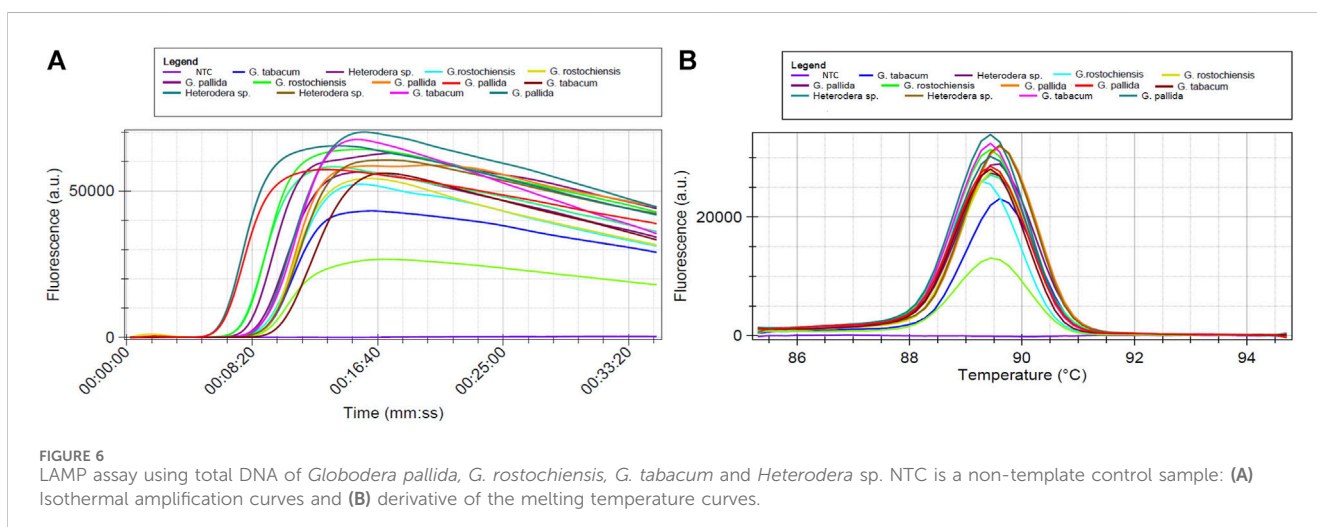 A
Legend
NTC G. tabacum Heterodera sp. G.rostochiensis G. rostochiensis
G. pallida G. rostochiensis G. pallida G. pallida G. tabacum
Heterodera sp. Heterodera sp. G. tabacum G. pallida
Fluorescence (a.u.)
50000
0
00:00:00 00:08:20 00:16:40 00:25:00 00:33:20
Time (mm:ss)
B
Legend
NTC G. tabacum Heterodera sp. G.rostochiensis G. rostochiensis
G. pallida G. rostochiensis G. pallida G. pallida G. tabacum
Heterodera sp. Heterodera sp. G. tabacum G. pallida
Fluorescence (a.u.)
20000
0
86 88 90 92 94
Temperature (°C)
FIGURE 6
LAMP assay using total DNA of Globodera pallida, G. rostochiensis, G. tabacum and Heterodera sp. NTC is a non-template control sample: (A)
Isothermal amplification curves and (B) derivative of the melting temperature curves.